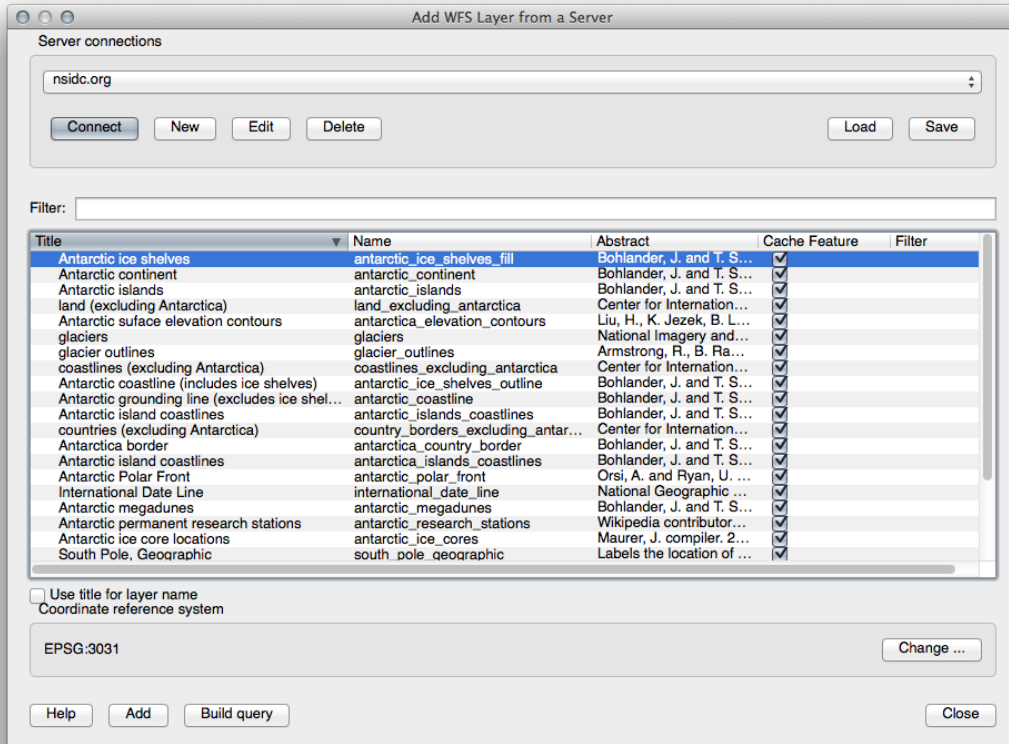 Add WFS Layer from a Server
Server connections
nsidc.org
Connect New Edit Delete Load Save
Filter:
Title Name Abstract Cache Feature Filter
Antarctic ice shelves antarctic_ice_shelves_fill Bohlander, J. and T. S...
Antarctic continent antarctic_continent Bohlander, J. and T. S...
Antarctic islands antarctic_islands Bohlander, J. and T. S...
land (excluding Antarctica) land_excluding_antarctica Center for Internation...
Antarctic suface elevation contours antarctica_elevation_contours Liu, H., K. Jezek, B. L...
glaciers glaciers National Imagery and...
glacier outlines glacier_outlines Armstrong, R., B. Ra...
coastlines (excluding Antarctica) coastlines_excluding_antarctica Center for Internation...
Antarctic coastline (includes ice shelves) antarctic_ice_shelves_outline Bohlander, J. and T. S...
Antarctic grounding line (excludes ice shel... antarctic_coastline Bohlander, J. and T. S...
Antarctic island coastlines antarctic_islands_coastlines Bohlander, J. and T. S...
countries (excluding Antarctica) country_borders_excluding_antar... Center for Internation...
Antarctica border antarctica_country_border Bohlander, J. and T. S...
Antarctic island coastlines antarctica_islands_coastlines Bohlander, J. and T. S...
Antarctic Polar Front antarctic_polar_front Orsi, A. and Ryan, U. ...
International Date Line international_date_line National Geographic ...
Antarctic megadunes antarctic_megadunes Bohlander, J. and T. S...
Antarctic permanent research stations antarctic_research_stations Wikipedia contributor...
Antarctic ice core locations antarctic_ice_cores Maurer, J. compiler. 2...
South Pole, Geographic south_pole_geographic Labels the location of ...
Use title for layer name
Coordinate reference system
EPSG:3031 Change ...
Help Add Build query Close